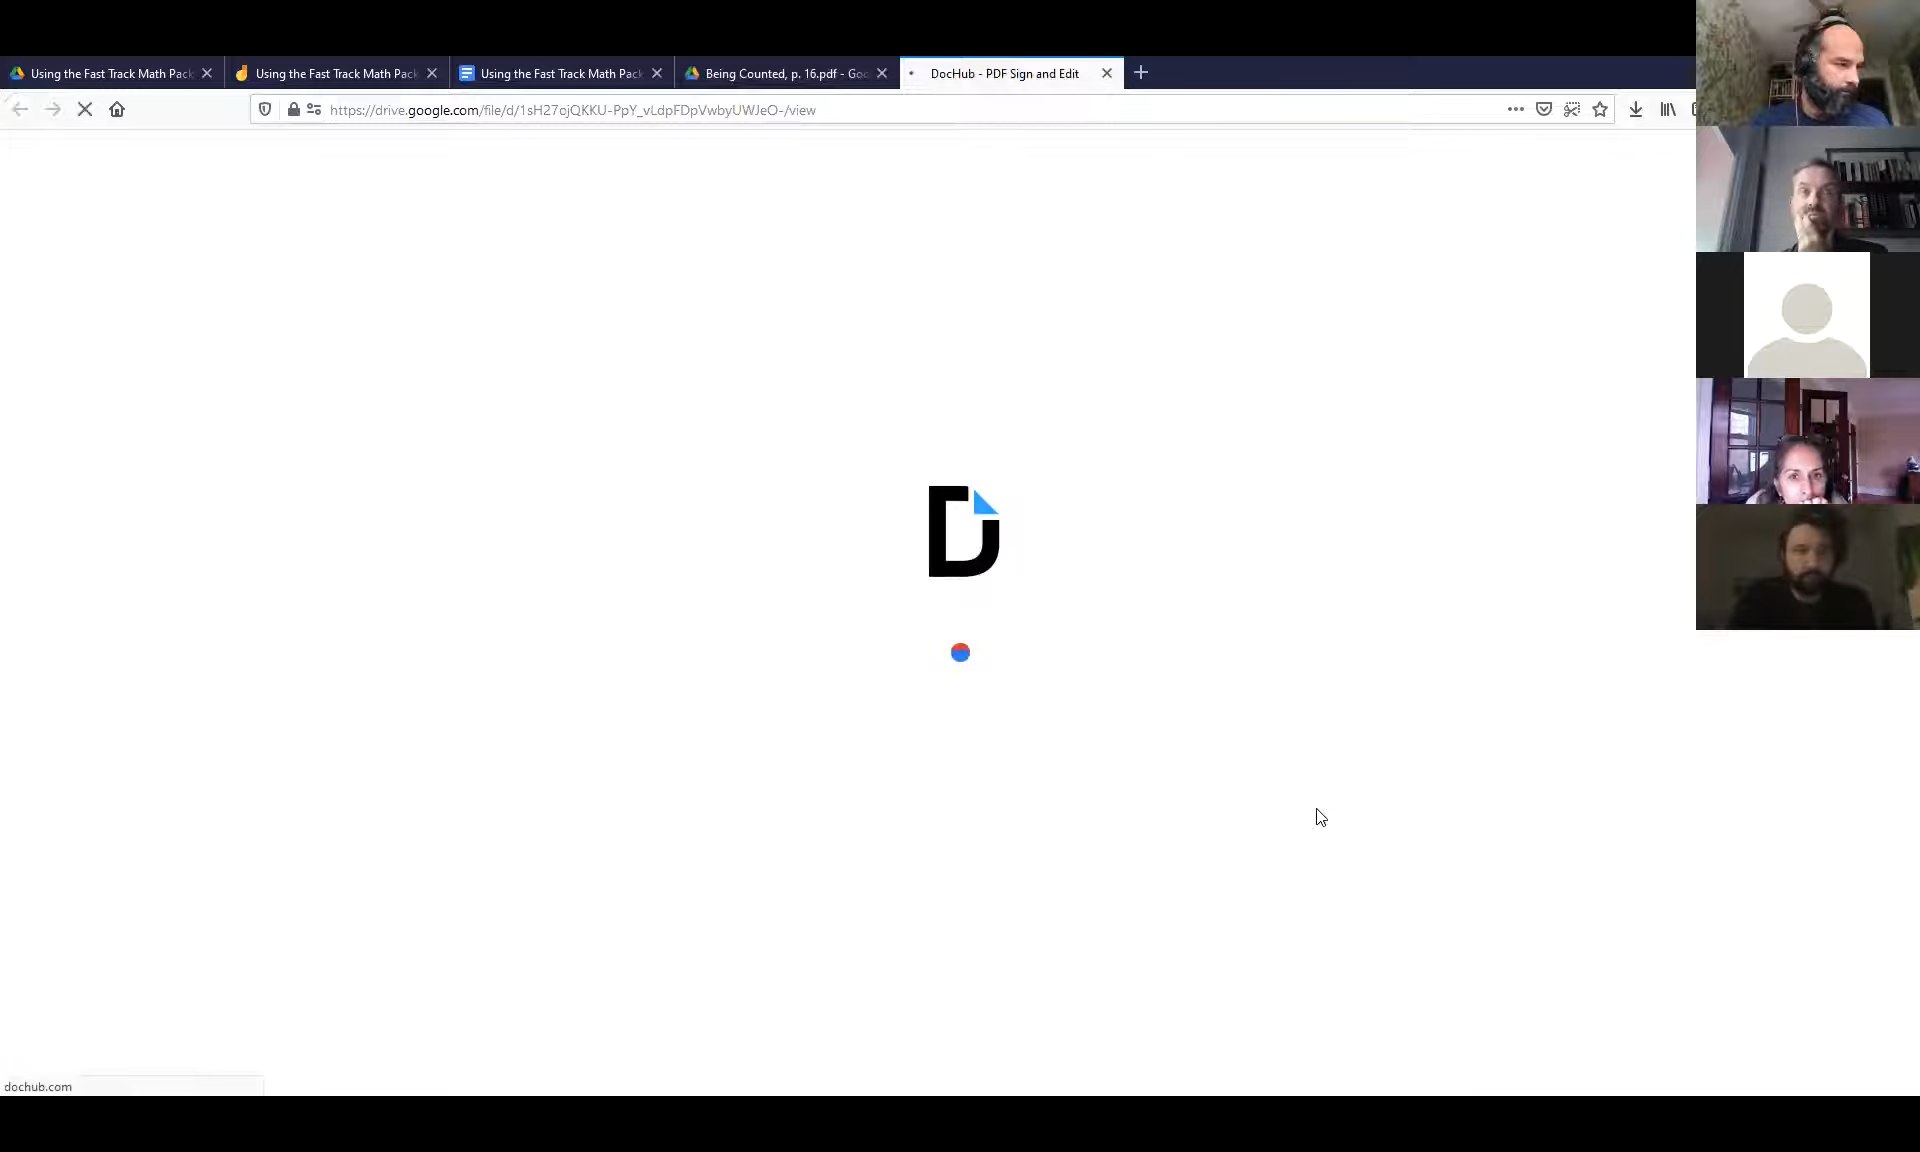 Using the Fast Track Math Pack
Using the Fast Track Math Pack
Using the Fast Track Math Pack
Being Counted, p. 16.pdf - Goo
DocHub - PDF Sign and Edit
https://drive.google.com/file/d/1sH27ojQKKU-PpY_vLdpFDpVwbyUWJeO-/view
dochub.com